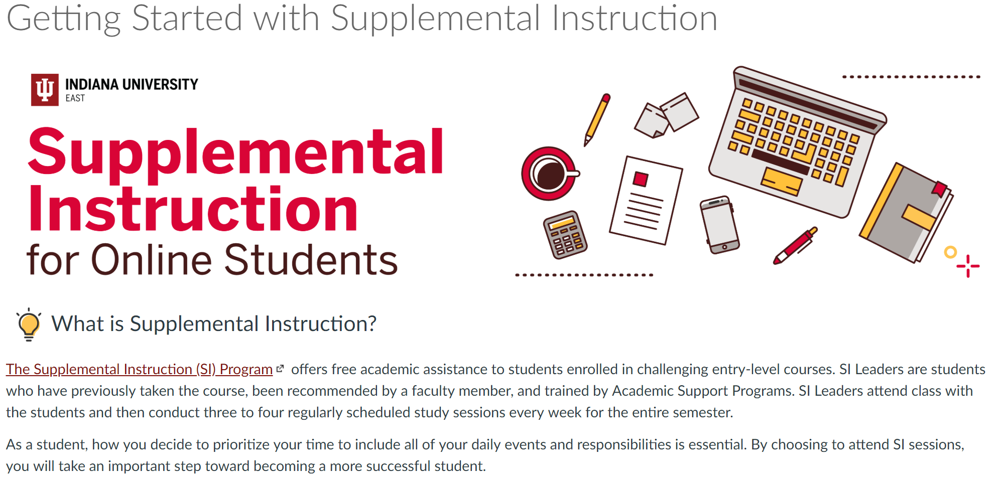 Getting Started with Supplemental Instruction
INDIANA UNIVERSITY
EAST
Supplemental
Instruction
for Online Students
What is Supplemental Instruction?
The Supplemental Instruction (SI) Program offers free academic assistance to students enrolled in challenging entry-level courses. SI Leaders are students
who have previously taken the course, been recommended by a faculty member, and trained by Academic Support Programs. SI Leaders attend class with
the students and then conduct three to four regularly scheduled study sessions every week for the entire semester.
As a student, how you decide to prioritize your time to include all of your daily events and responsibilities is essential. By choosing to attend SI sessions,
you will take an important step toward becoming a more successful student.